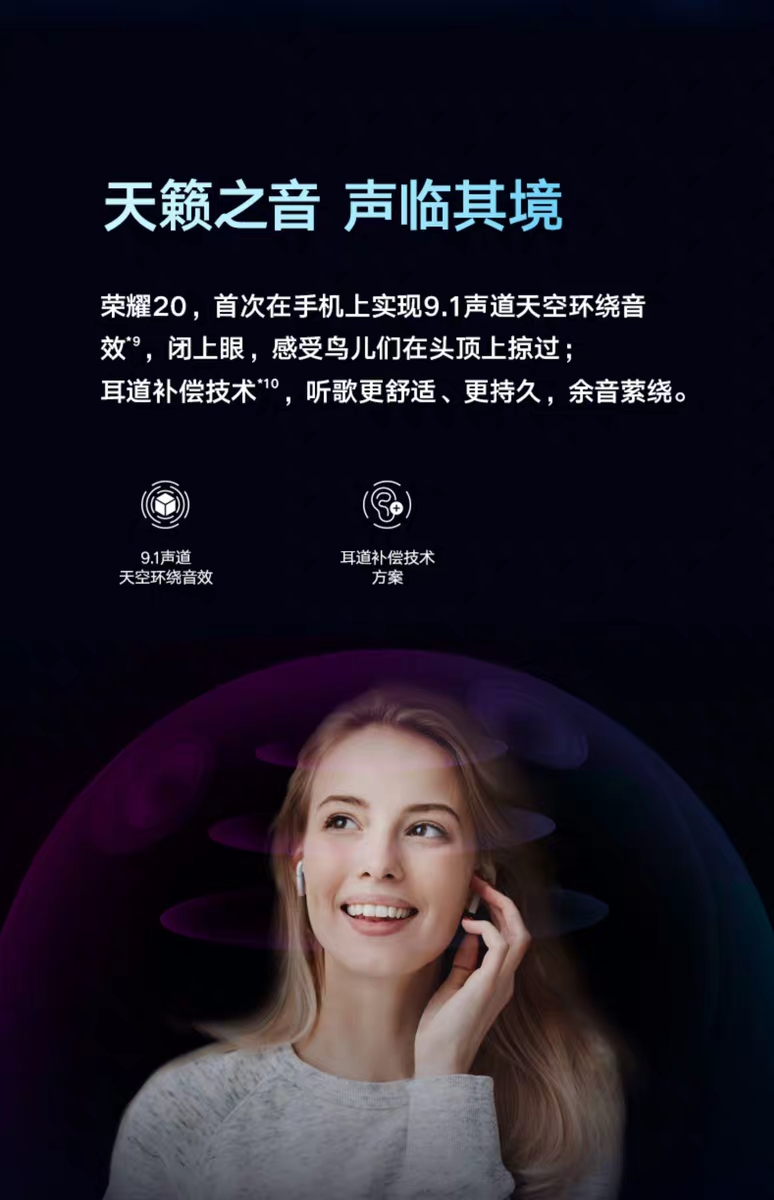 天籁之音 声临其境
荣耀20，首次在手机上实现9.1声道天空环绕音
效*9，闭上眼，感受鸟儿们在头顶上掠过；
耳道补偿技术*10，听歌更舒适、更持久，余音萦绕。
9.1声道
天空环绕音效
耳道补偿技术
方案